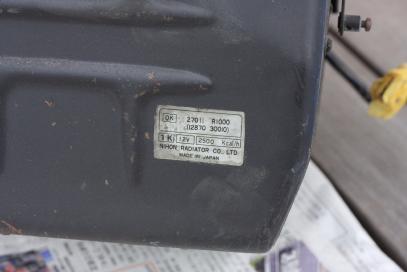 OK 27011 R1000
(12870 30010)
1K 12V 2500 Kcal/h
NIHON RADIATOR CO., LTD.
MADE IN JAPAN